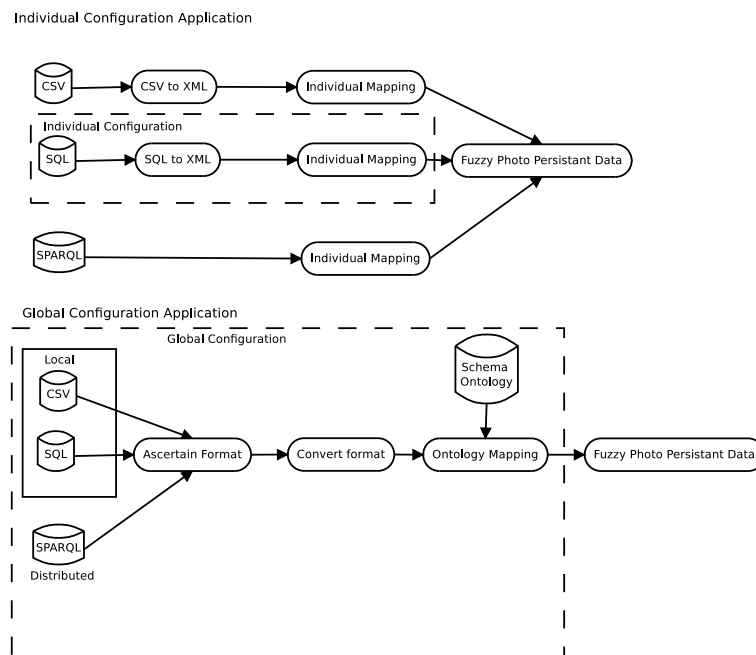 Individual Configuration Application
CSV
CSV to XML
Individual Mapping
Individual Configuration
SQL
SQL to XML
Individual Mapping
Fuzzy Photo Persistant Data
SPARQL
Individual Mapping
Global Configuration Application
Global Configuration
Local
CSV
Schema
Ontology
SQL
Ascertain Format
Convert format
Ontology Mapping
Fuzzy Photo Persistant Data
SPARQL
Distributed